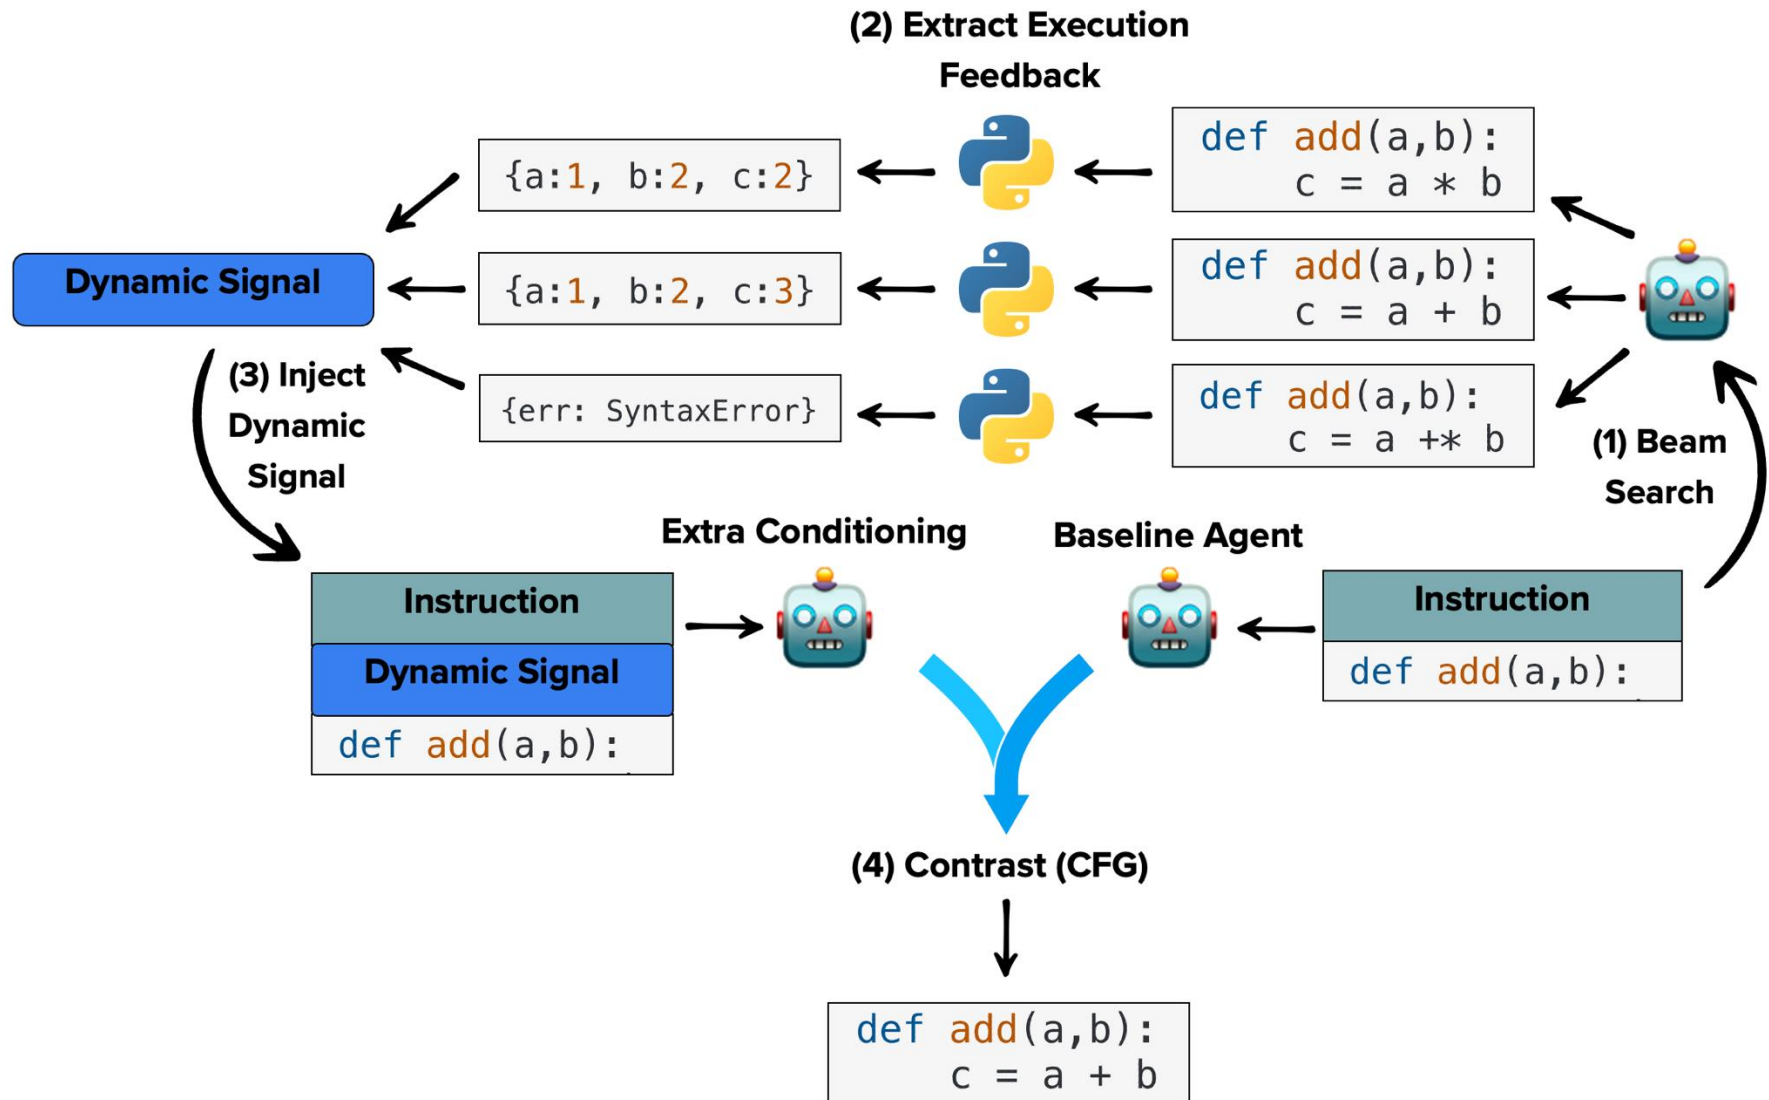 (2) Extract Execution
Feedback
def add(a,b):
c = a * b
{a:1, b:2, c:2}
def add(a,b):
c = a + b
{a:1, b:2, c:3}
Dynamic Signal
def add(a,b):
c = a +* b
{err: SyntaxError}
(3) Inject
Dynamic
Signal
(1) Beam
Search
Extra Conditioning
Baseline Agent
Instruction
Dynamic Signal
def add(a,b):
Instruction
def add(a,b):
(4) Contrast (CFG)
def add(a,b):
c = a + b